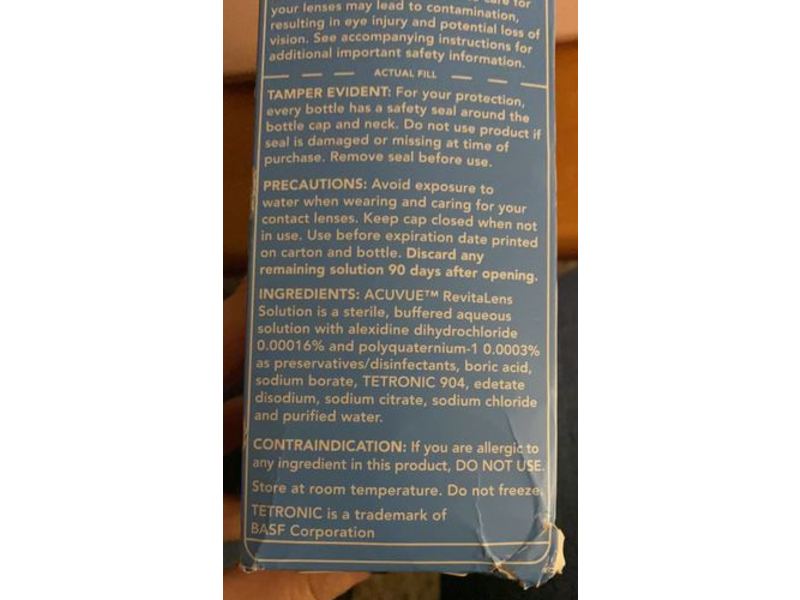 care for
your lenses may lead to contamination,
resulting in eye injury and potential loss of
vision. See accompanying instructions for
additional important safety information.
ACTUAL FILL
TAMPER EVIDENT: For your protection,
every bottle has a safety seal around the
bottle cap and neck. Do not use product if
seal is damaged or missing at time of
purchase. Remove seal before use.
PRECAUTIONS: Avoid exposure to
water when wearing and caring for your
contact lenses. Keep cap closed when not
in use. Use before expiration date printed
on carton and bottle. Discard any
remaining solution 90 days after opening.
INGREDIENTS: ACUVUE™ RevitaLens
Solution is a sterile, buffered aqueous
solution with alexidine dihydrochloride
0.00016% and polyquaternium-1 0.0003%
as preservatives/disinfectants, boric acid,
sodium borate, TETRONIC 904, edetate
disodium, sodium citrate, sodium chloride
and purified water.
CONTRAINDICATION: If you are allergic to
any ingredient in this product, DO NOT USE.
Store at room temperature. Do not freeze.
TETRONIC is a trademark of
BASF Corporation